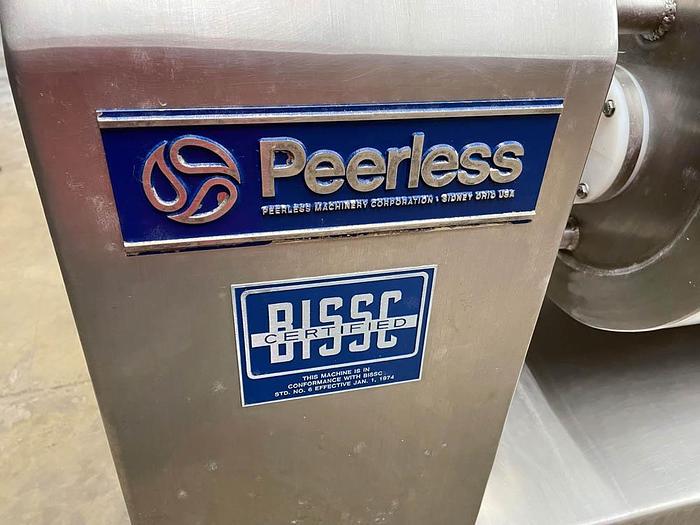 Peerless
PEERLESS MACHINERY CORPORATION • SIDNEY OHIO USA
BISSC
CERTIFIED
THIS MACHINE IS IN
CONFORMANCE WITH BISSC
STD. NO. 6 EFFECTIVE JAN. 1, 1974